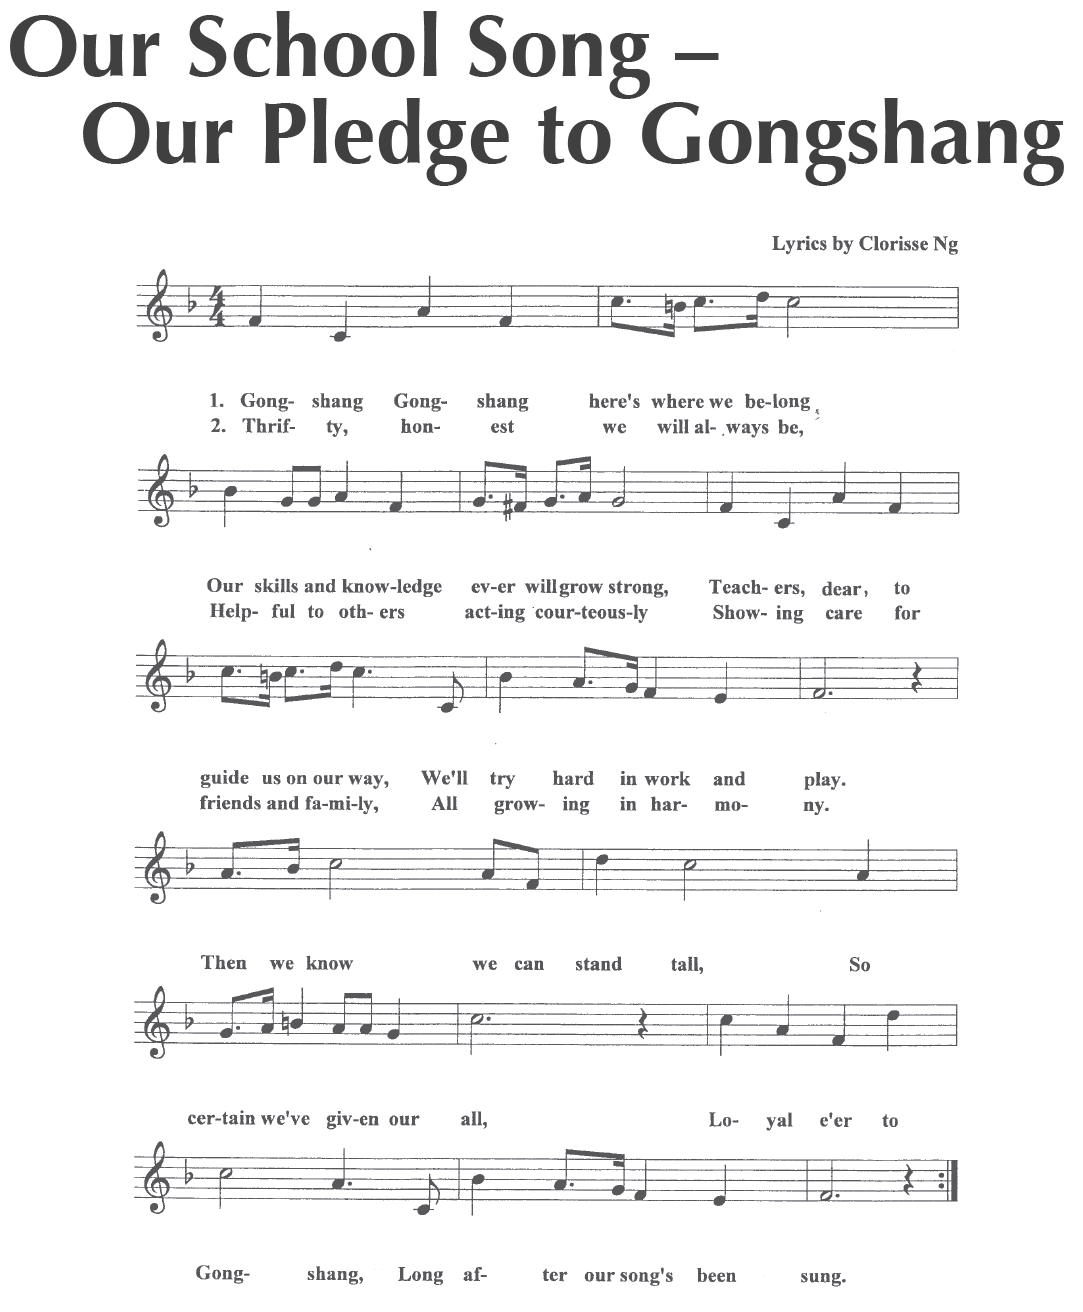 Our School Song –
Our Pledge to Gongshang
Lyrics by Clorisse Ng
4
4
1. Gong- shang Gong- shang here's where we be-long,
2. Thrif- ty, hon- est we will al- ways be,
Our skills and know-ledge ev-er will grow strong, Teach- ers, dear, to
Help- ful to oth- ers act-ing cour-teous-ly Show- ing care for
guide us on our way, We'll try hard in work and play.
friends and fa-mi-ly, All grow- ing in har- mo- ny.
Then we know we can stand tall, So
cer-tain we've giv-en our all, Lo- yal e'er to
Gong- shang, Long af- ter our song's been sung.